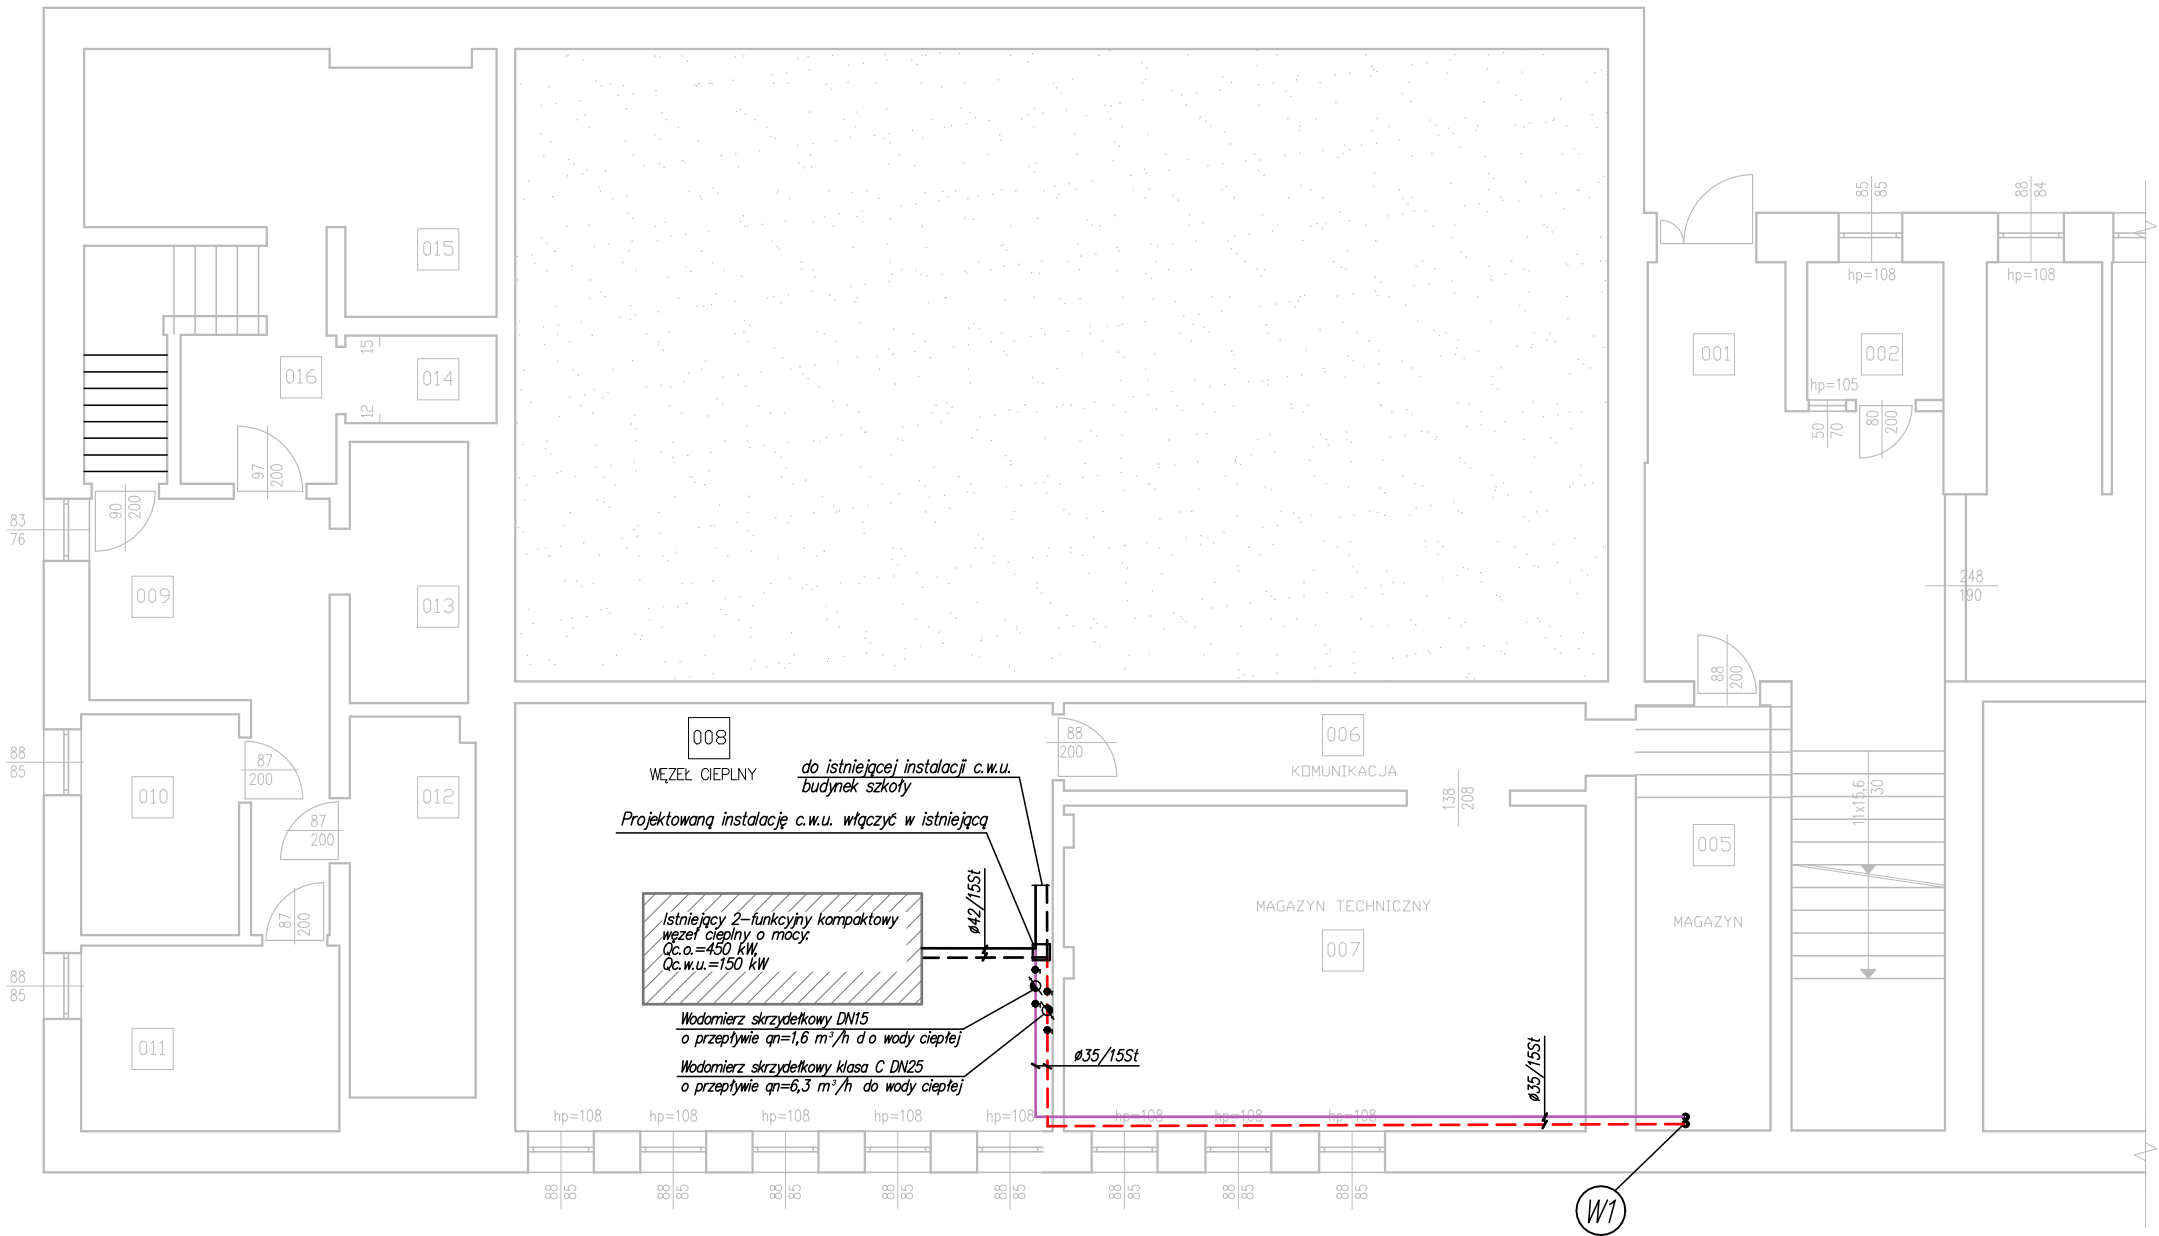 85
85
88
84
hp=108
hp=108
015
001
002
hp=105
15
016
014
12
50
70
80
200
97
200
90
200
83
76
009
013
248
190
88
200
008
WĘZEŁ CIEPLNY
88
200
006
KOMUNIKACJA
do istniejącej instalacji c.w.u.
budynek szkoły
Projektowaną instalację c.w.u. włączyć w istniejącą
88
85
87
200
010
012
87
200
138
208
11x15,6
30
005
MAGAZYN
MAGAZYN TECHNICZNY
007
ø42/15St
Istniejący 2-funkcyjny kompaktowy
węzeł cieplny o mocy:
Qc.o.=450 kW,
Qc.w.u.=150 kW
87
200
88
85
011
Wodomierz skrzydełkowy DN15
o przepływie qn=1,6 m³/h d o wody ciepłej
Wodomierz skrzydełkowy klasa C DN25
o przepływie qn=6,3 m³/h do wody ciepłej
ø35/15St
ø35/15St
hp=108
hp=108
hp=108
hp=108
hp=108
hp=108
hp=108
hp=108
88
85
88
85
88
85
88
85
88
85
88
85
88
85
88
85
W1